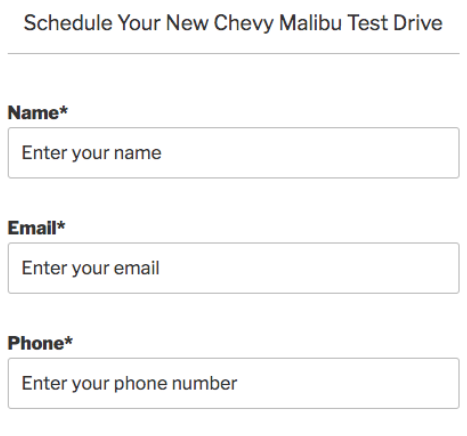 Schedule Your New Chevy Malibu Test Drive
Name*
Enter your name
Email*
Enter your email
Phone*
Enter your phone number